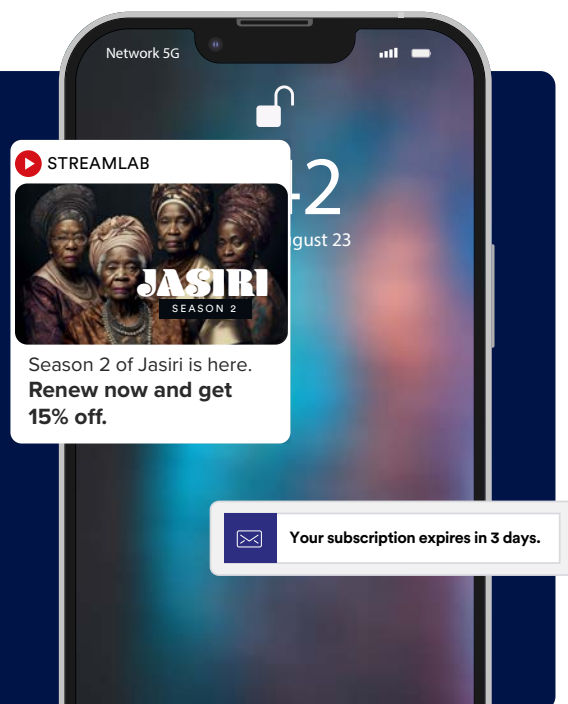 Network 5G
STREAMLAB
42
gust 23
JASIRI
SEASON 2
Season 2 of Jasiri is here.
Renew now and get
15% off.
Your subscription expires in 3 days.